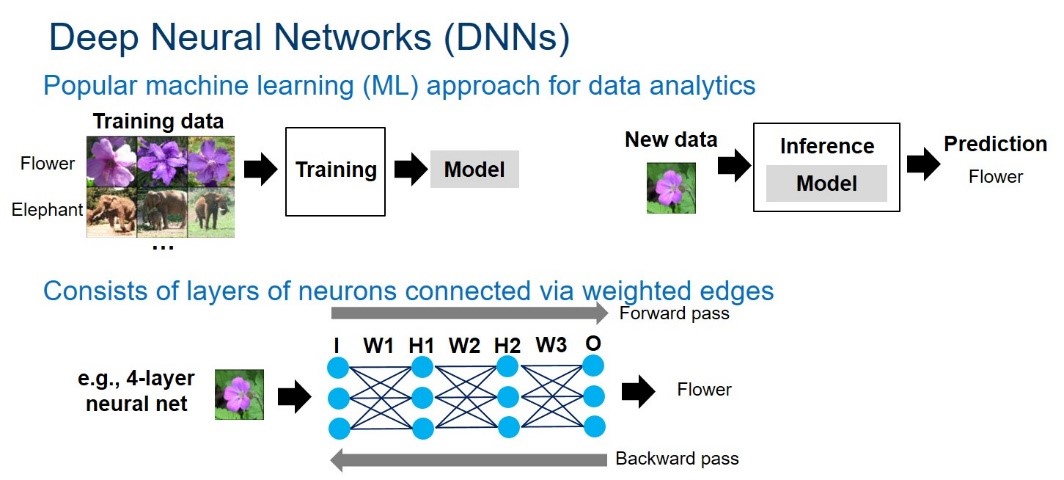 Deep Neural Networks (DNNs)
Popular machine learning (ML) approach for data analytics
Training data
Flower
Elephant
...
Training
Model
New data
Inference
Model
Prediction
Flower
Consists of layers of neurons connected via weighted edges
Forward pass
I W1 H1 W2 H2 W3 O
e.g., 4-layer
neural net
Flower
Backward pass